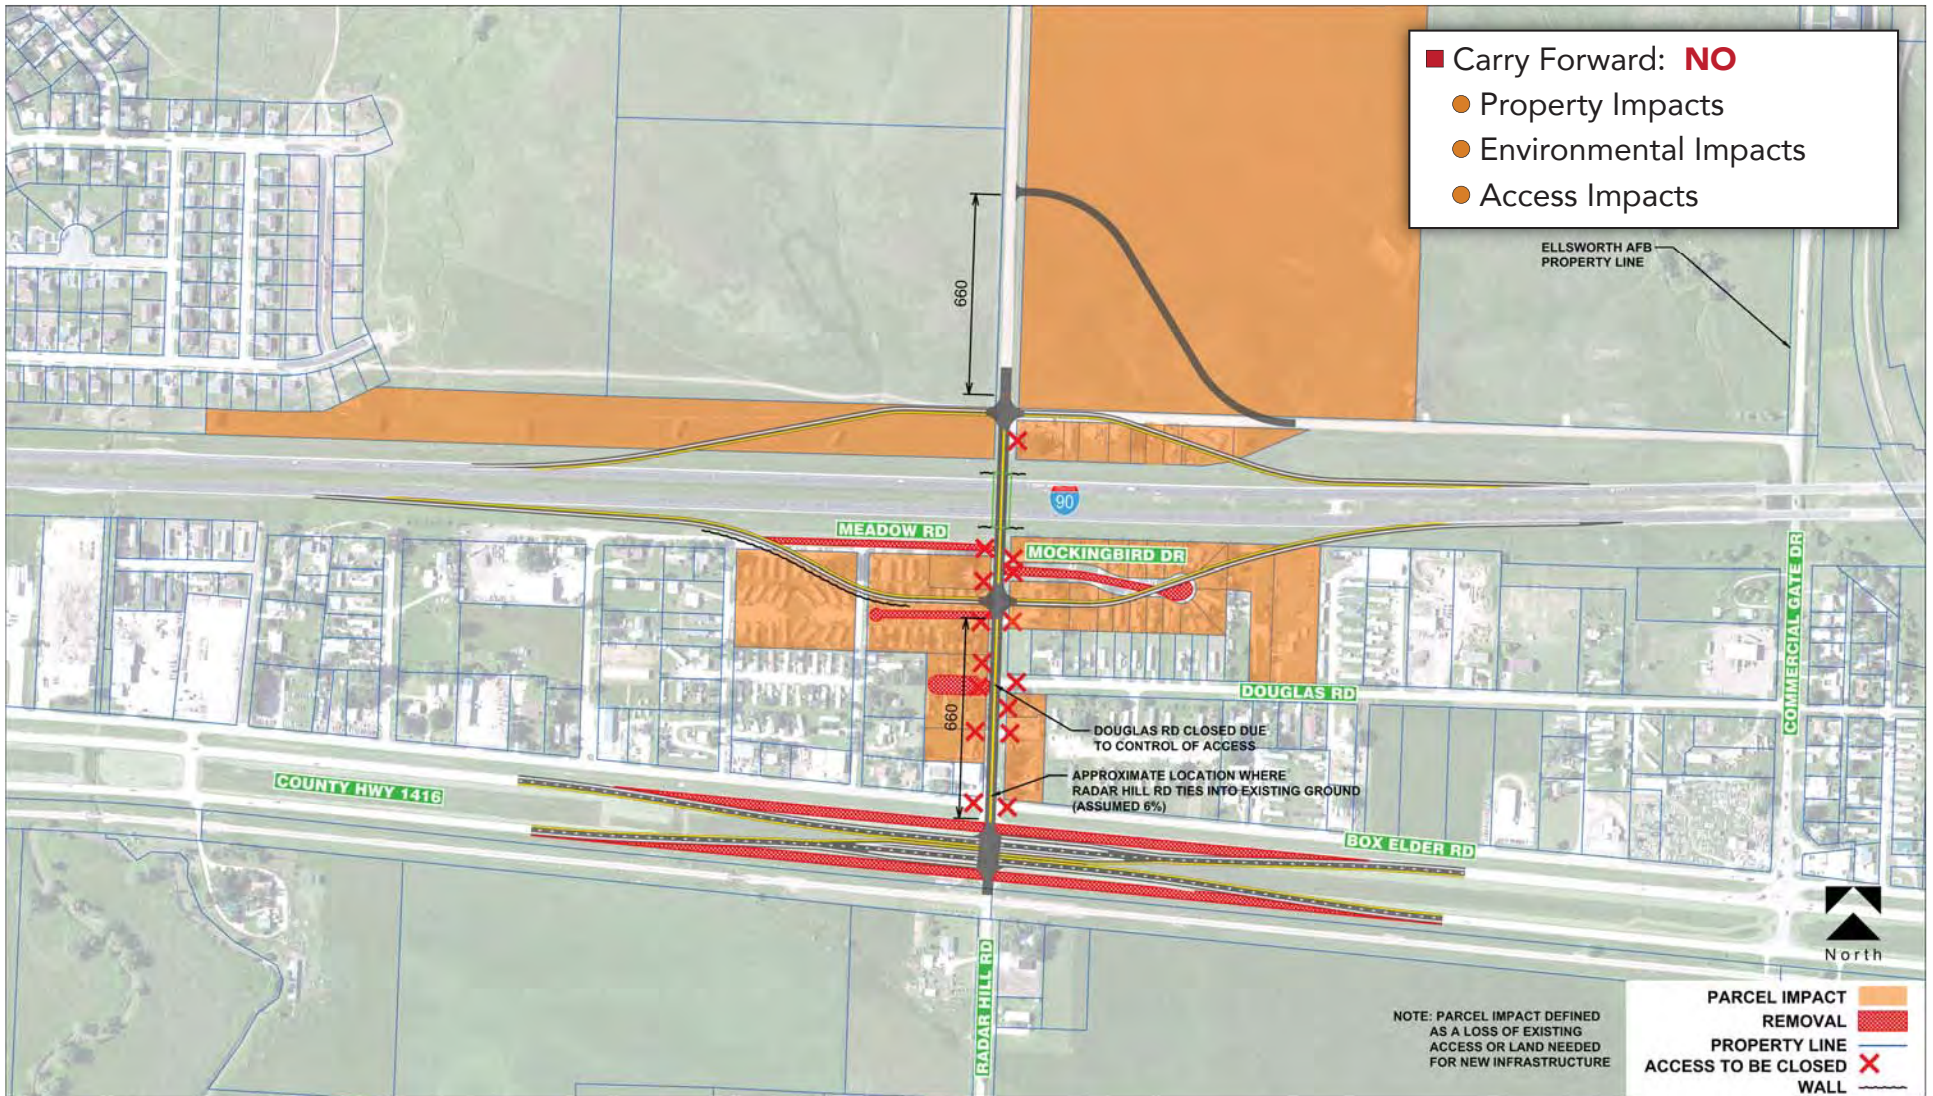 Carry Forward: NO
Property Impacts
Environmental Impacts
Access Impacts
ELLSWORTH AFB
PROPERTY LINE
660
90
MEADOW RD
MOCKINGBIRD DR
COMMERCIAL GATE DR
DOUGLAS RD
660
DOUGLAS RD CLOSED DUE
TO CONTROL OF ACCESS
APPROXIMATE LOCATION WHERE
RADAR HILL RD TIES INTO EXISTING GROUND
(ASSUMED 6%)
COUNTY HWY 1416
BOX ELDER RD
RADAR HILL RD
North
NOTE: PARCEL IMPACT DEFINED
AS A LOSS OF EXISTING
ACCESS OR LAND NEEDED
FOR NEW INFRASTRUCTURE
PARCEL IMPACT
REMOVAL
PROPERTY LINE
ACCESS TO BE CLOSED
WALL